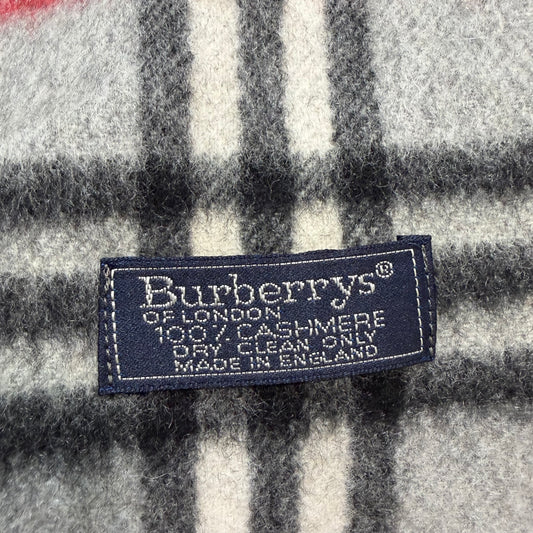 Burberrys®
OF LONDON
100% CASHMERE
DRY CLEAN ONLY
MADE IN ENGLAND